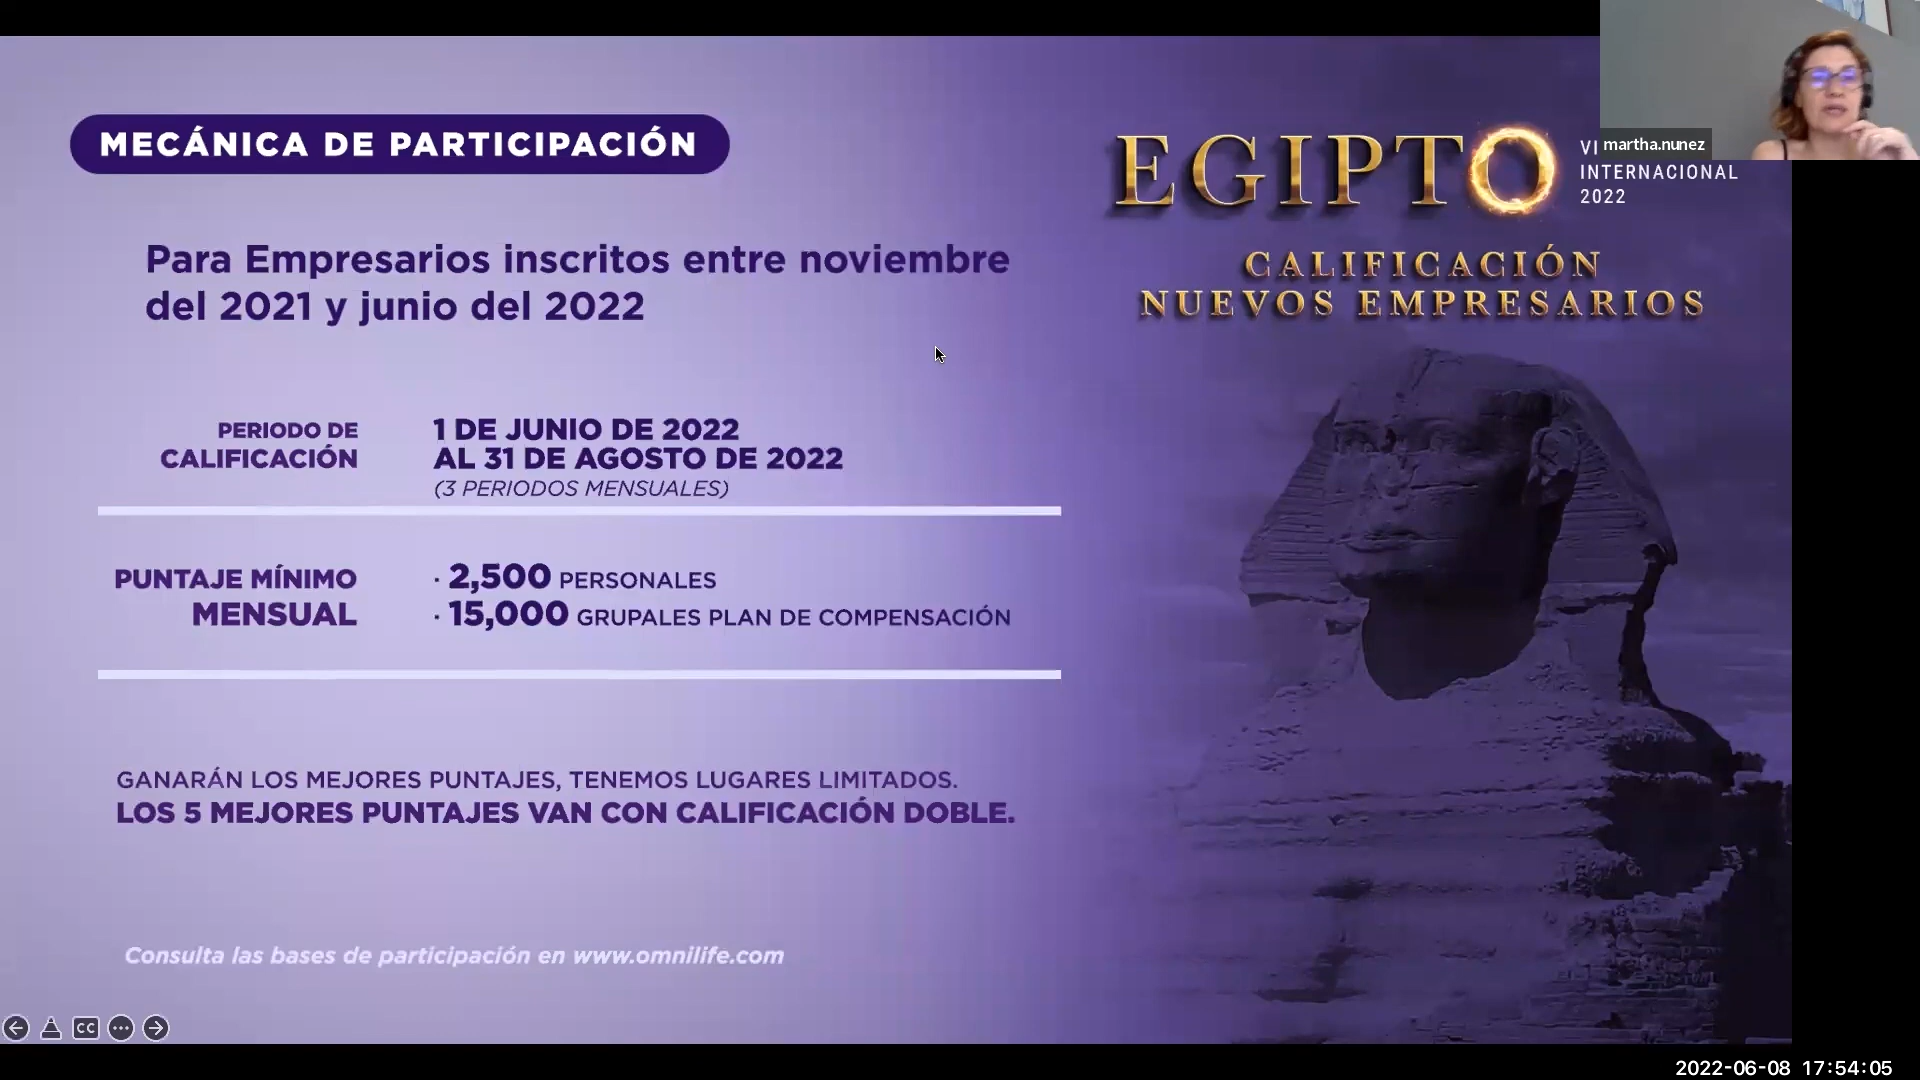 MECÁNICA DE PARTICIPACIÓN
Para Empresarios inscritos entre noviembre
del 2021 y junio del 2022
PERIODO DE
CALIFICACIÓN
1 DE JUNIO DE 2022
AL 31 DE AGOSTO DE 2022
(3 PERIODOS MENSUALES)
PUNTAJE MÍNIMO
MENSUAL
· 2,500 PERSONALES
· 15,000 GRUPALES PLAN DE COMPENSACIÓN
GANARÁN LOS MEJORES PUNTAJES, TENEMOS LUGARES LIMITADOS.
LOS 5 MEJORES PUNTAJES VAN CON CALIFICACIÓN DOBLE.
Consulta las bases de participación en www.omnilife.com
EGIPTO
INTERNACIONAL
2022
CALIFICACIÓN
NUEVOS EMPRESARIOS
martha.nunez
CC
2022-06-08 17:54:05